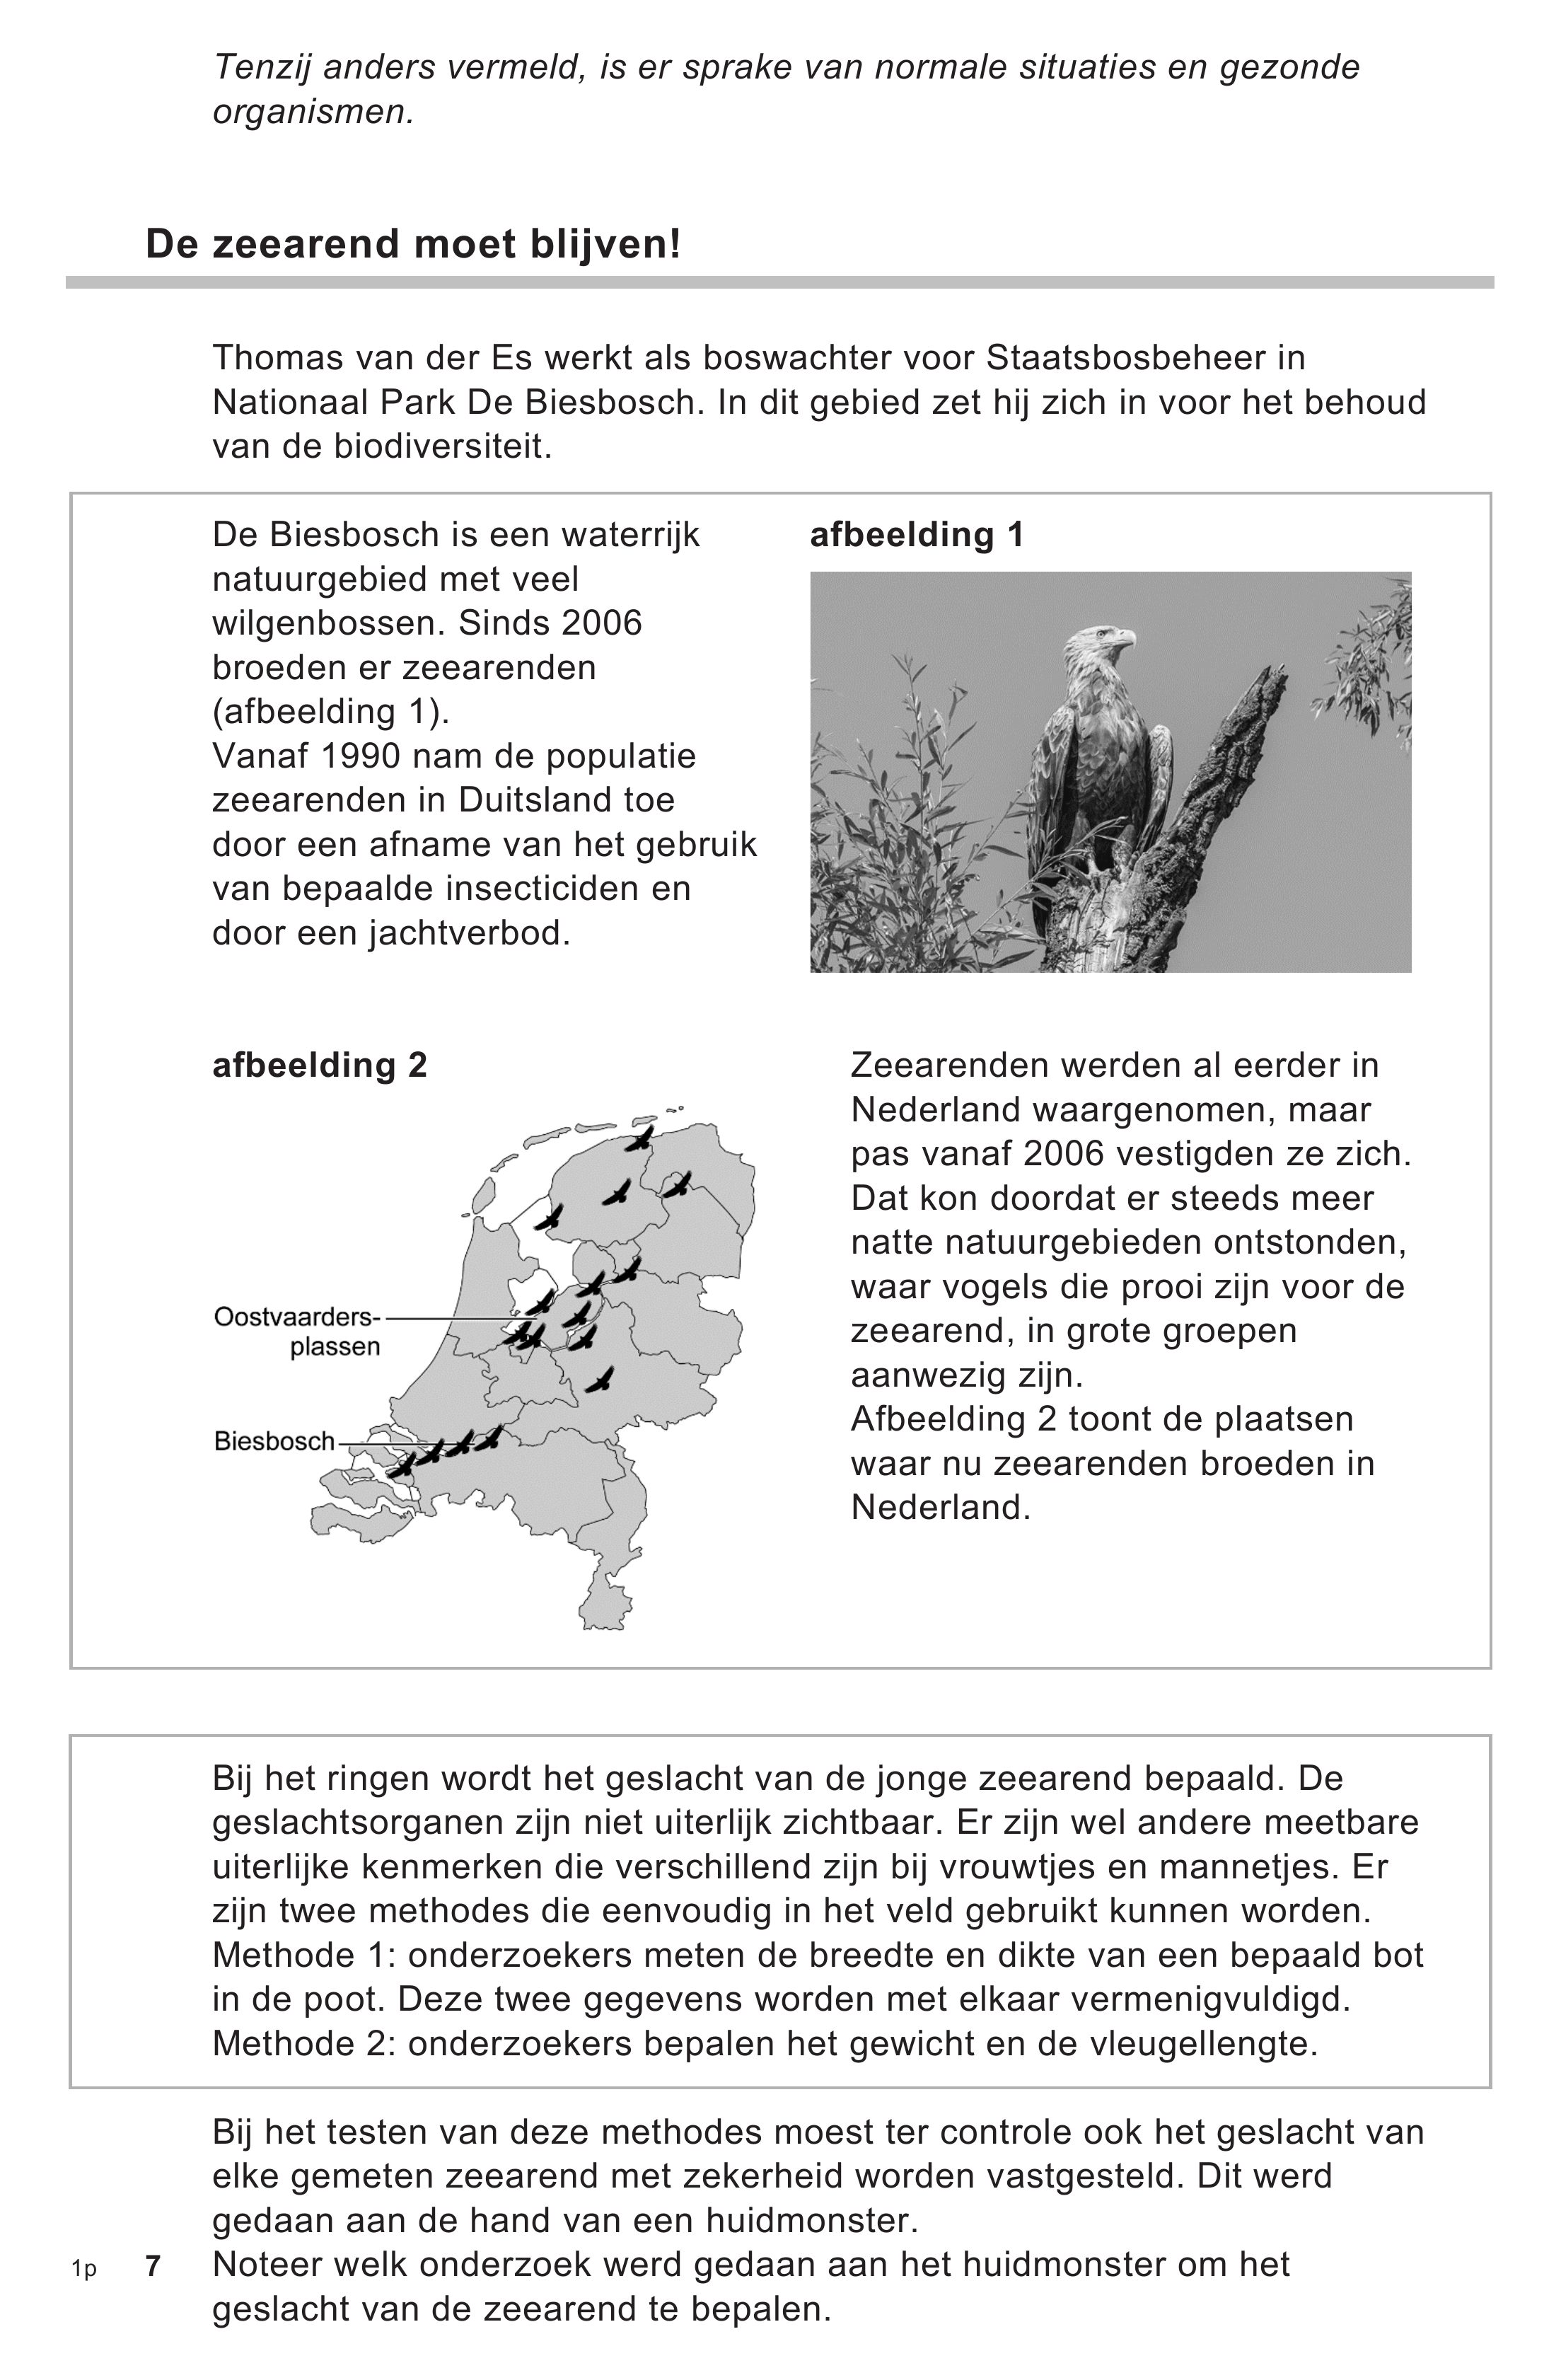 Tenzij anders vermeld, is er sprake van normale situaties en gezonde
organismen.
De zeearend moet blijven!
Thomas van der Es werkt als boswachter voor Staatsbosbeheer in
Nationaal Park De Biesbosch. In dit gebied zet hij zich in voor het behoud
van de biodiversiteit.
De Biesbosch is een waterrijk
natuurgebied met veel
wilgenbossen. Sinds 2006
broeden er zeearenden
(afbeelding 1).
Vanaf 1990 nam de populatie
zeearenden in Duitsland toe
door een afname van het gebruik
van bepaalde insecticiden en
door een jachtverbod.
afbeelding 1
afbeelding 2
Oostvaarders-
plassen
Biesbosch
Zeearenden werden al eerder in
Nederland waargenomen, maar
pas vanaf 2006 vestigden ze zich.
Dat kon doordat er steeds meer
natte natuurgebieden ontstonden,
waar vogels die prooi zijn voor de
zeearend, in grote groepen
aanwezig zijn.
Afbeelding 2 toont de plaatsen
waar nu zeearenden broeden in
Nederland.
Bij het ringen wordt het geslacht van de jonge zeearend bepaald. De
geslachtsorganen zijn niet uiterlijk zichtbaar. Er zijn wel andere meetbare
uiterlijke kenmerken die verschillend zijn bij vrouwtjes en mannetjes. Er
zijn twee methodes die eenvoudig in het veld gebruikt kunnen worden.
Methode 1: onderzoekers meten de breedte en dikte van een bepaald bot
in de poot. Deze twee gegevens worden met elkaar vermenigvuldigd.
Methode 2: onderzoekers bepalen het gewicht en de vleugellengte.
Bij het testen van deze methodes moest ter controle ook het geslacht van
elke gemeten zeearend met zekerheid worden vastgesteld. Dit werd
gedaan aan de hand van een huidmonster.
1p 7 Noteer welk onderzoek werd gedaan aan het huidmonster om het
geslacht van de zeearend te bepalen.